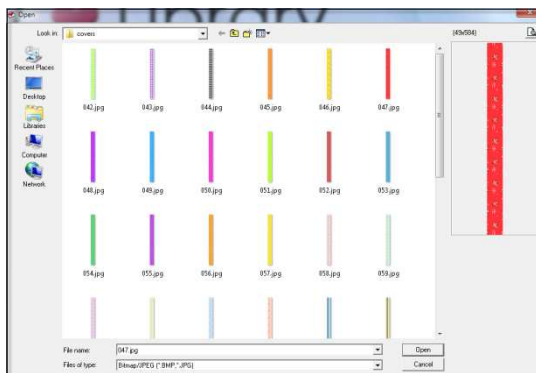 Library
Open
Look in: covers
(49x584)
Recent Places
Desktop
Libraries
Computer
Network
042.jpg 043.jpg 044.jpg 045.jpg 046.jpg 047.jpg
048.jpg 049.jpg 050.jpg 051.jpg 052.jpg 053.jpg
054.jpg 055.jpg 056.jpg 057.jpg 058.jpg 059.jpg
File name: 047.jpg Open
Files of type: Bitmap/JPEG (*.BMP,*.JPG) Cancel